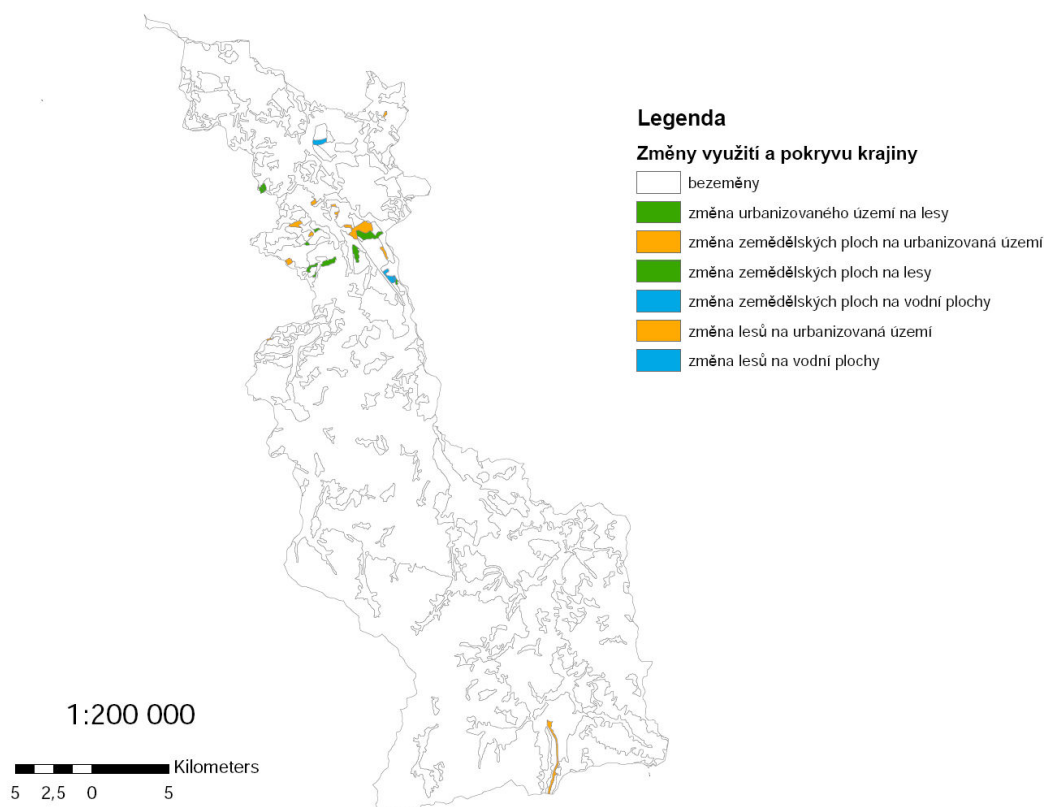 Legenda
Změny využití a pokryvu krajiny
bezeměny
změna urbanizovaného území na lesy
změna zemědělských ploch na urbanizovaná území
změna zemědělských ploch na lesy
změna zemědělských ploch na vodní plochy
změna lesů na urbanizovaná území
změna lesů na vodní plochy
1:200 000
Kilometers
5 2,5 0 5